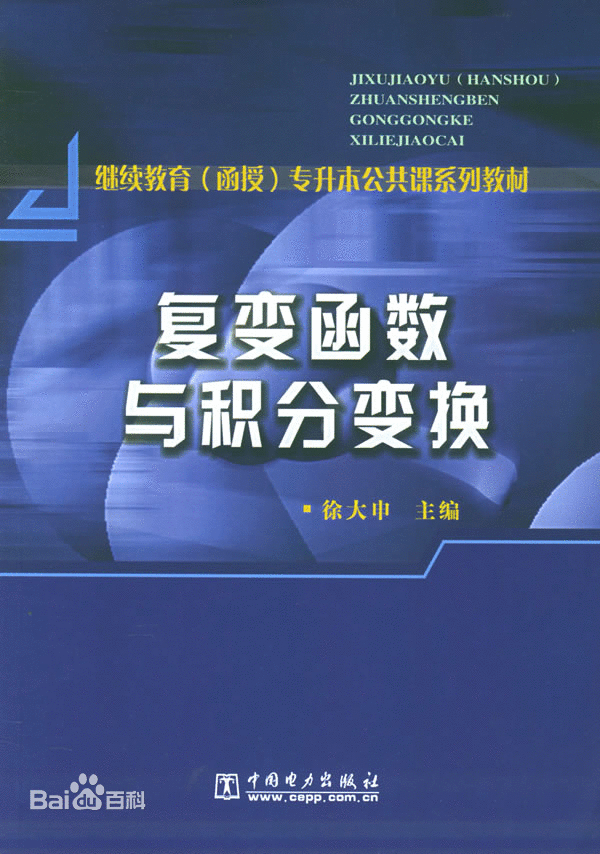 JIXUJIAOYU（HANSHOU）
ZHUANSHENGBEN
GONGGONGKE
XILIEJIAOCAI
继续教育（函授）专升本公共课系列教材
复变函数
与积分变换
徐大申 主编
中国电力出版社
www.cepp.com.cn
Baidu百科